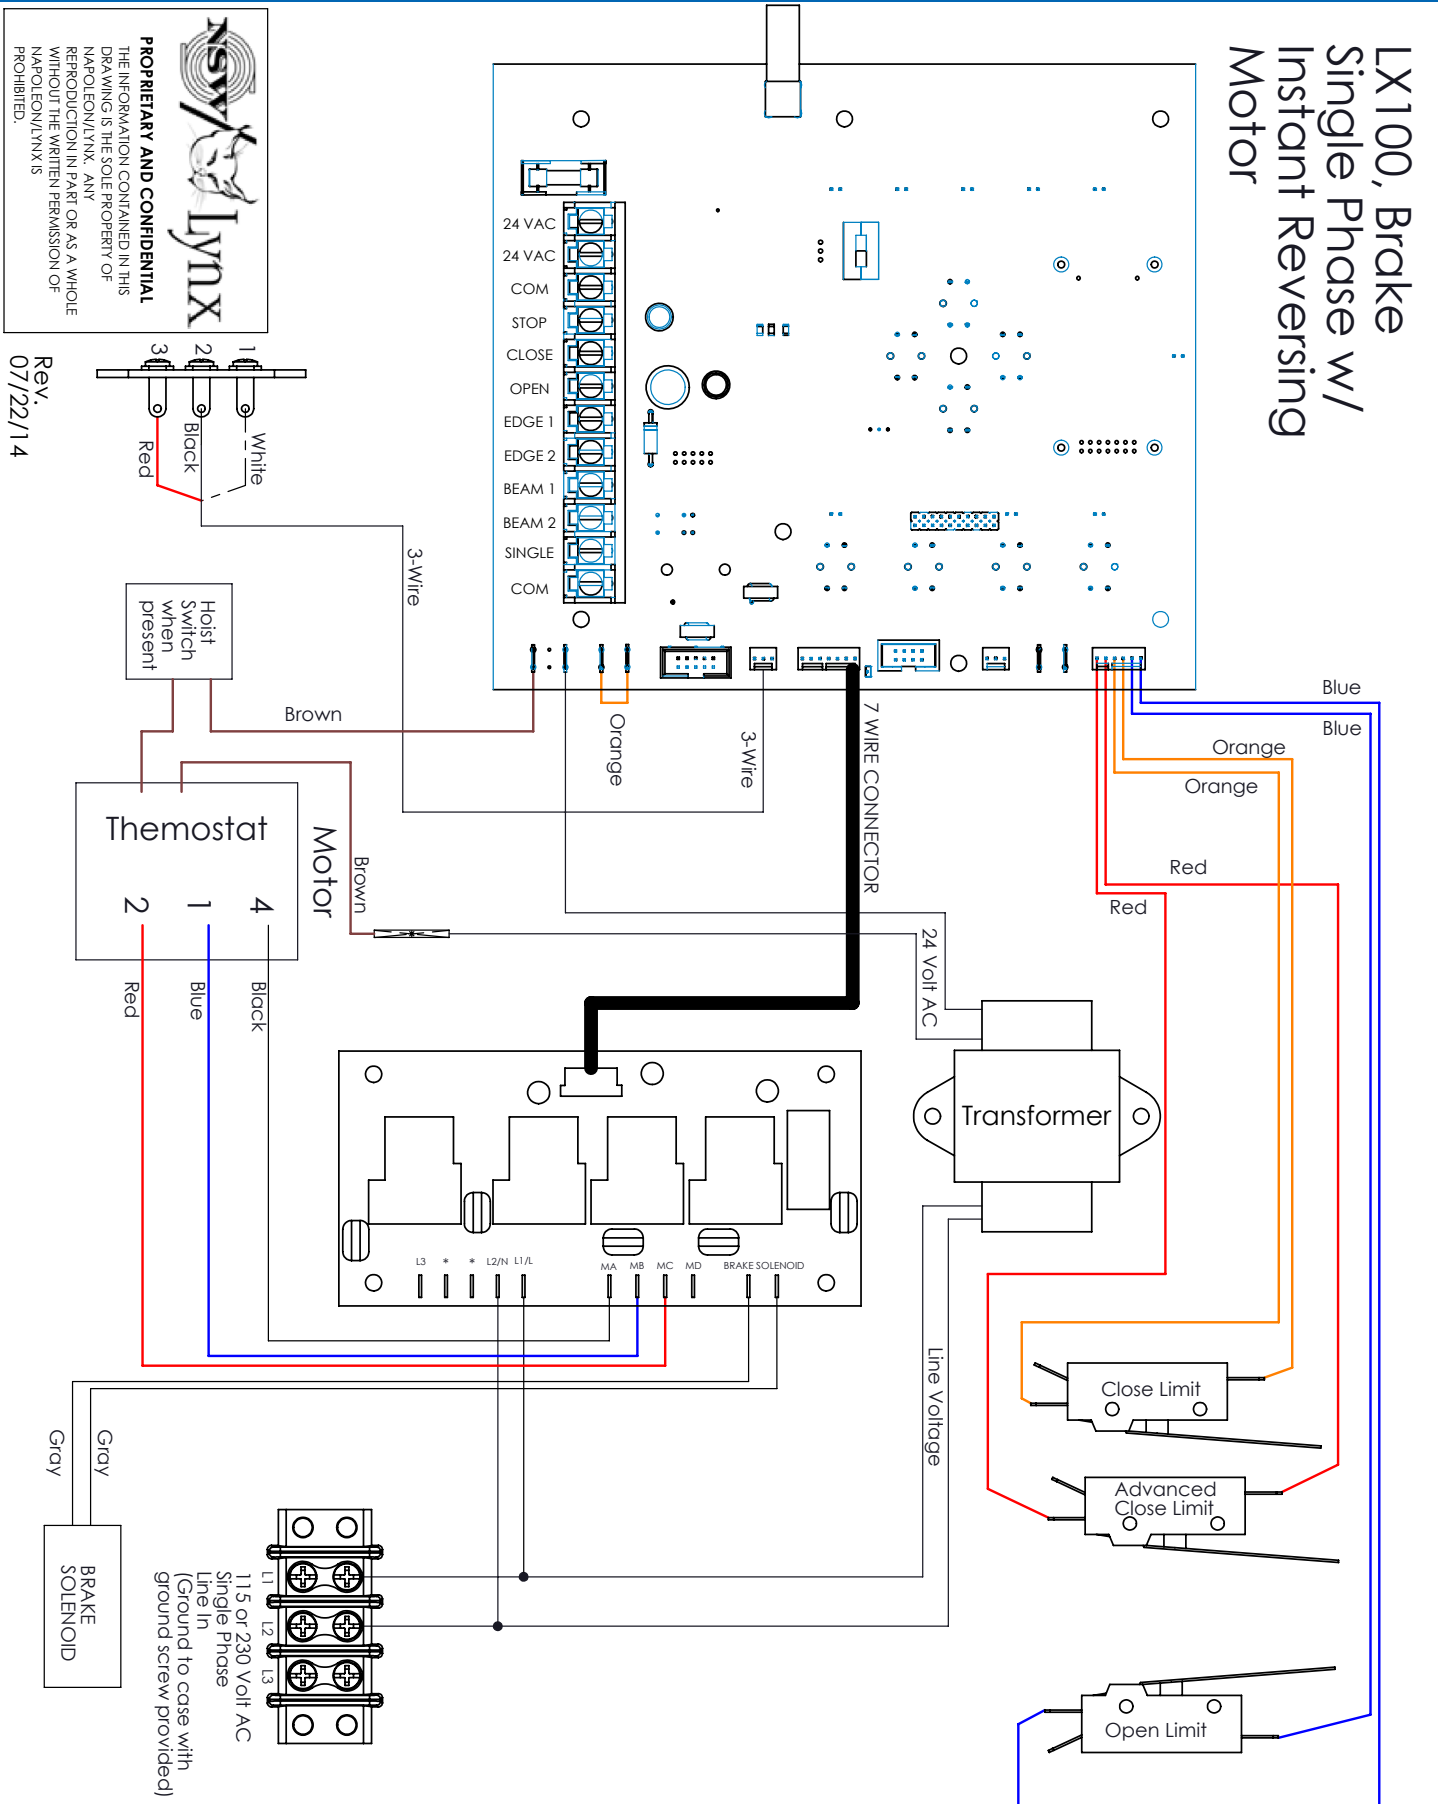 LX100, Brake
Single Phase w/
Instant Reversing
Motor
NSW
Lynx
PROPRIETARY AND CONFIDENTIAL
THE INFORMATION CONTAINED IN THIS
DRAWING IS THE SOLE PROPERTY OF
NAPOLEON/LYNX. ANY
REPRODUCTION IN PART OR AS A WHOLE
WITHOUT THE WRITTEN PERMISSION OF
NAPOLEON/LYNX IS
PROHIBITED.
Rev.
07/22/14
1
2
3
White
Black
Red
24 VAC
24 VAC
COM
STOP
CLOSE
OPEN
EDGE 1
EDGE 2
BEAM 1
BEAM 2
SINGLE
COM
3-Wire
Hoist
Switch
when
present
Brown
Orange
3-Wire
7 WIRE CONNECTOR
Blue
Blue
Orange
Orange
Red
Red
Themostat
Motor
Brown
2
1
4
Red
Blue
Black
24 Volt AC
Transformer
L3
*
*
L2/N
L1/L
MA
MB
MC
MD
BRAKE SOLENOID
Line Voltage
Close Limit
Advanced
Close Limit
Open Limit
Gray
Gray
BRAKE
SOLENOID
L1
L2
L3
115 or 230 Volt AC
Single Phase
Line In
(Ground to case with
ground screw provided)